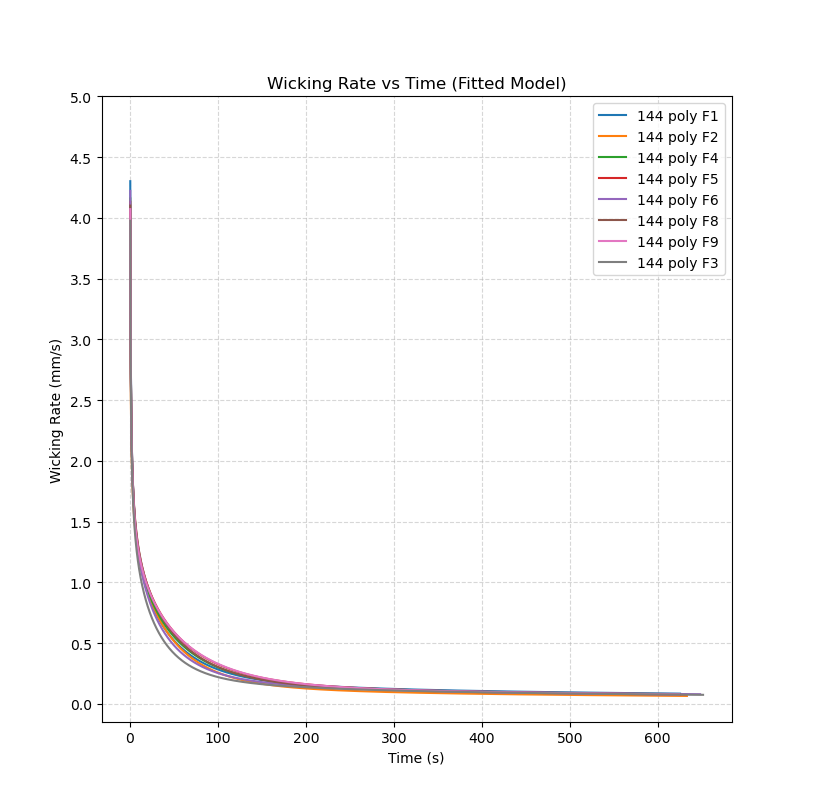 Wicking Rate vs Time (Fitted Model)
5.0
4.5
4.0
3.5
3.0
2.5
2.0
1.5
1.0
0.5
0.0
Wicking Rate (mm/s)
144 poly F1
144 poly F2
144 poly F4
144 poly F5
144 poly F6
144 poly F8
144 poly F9
144 poly F3
0 100 200 300 400 500 600
Time (s)